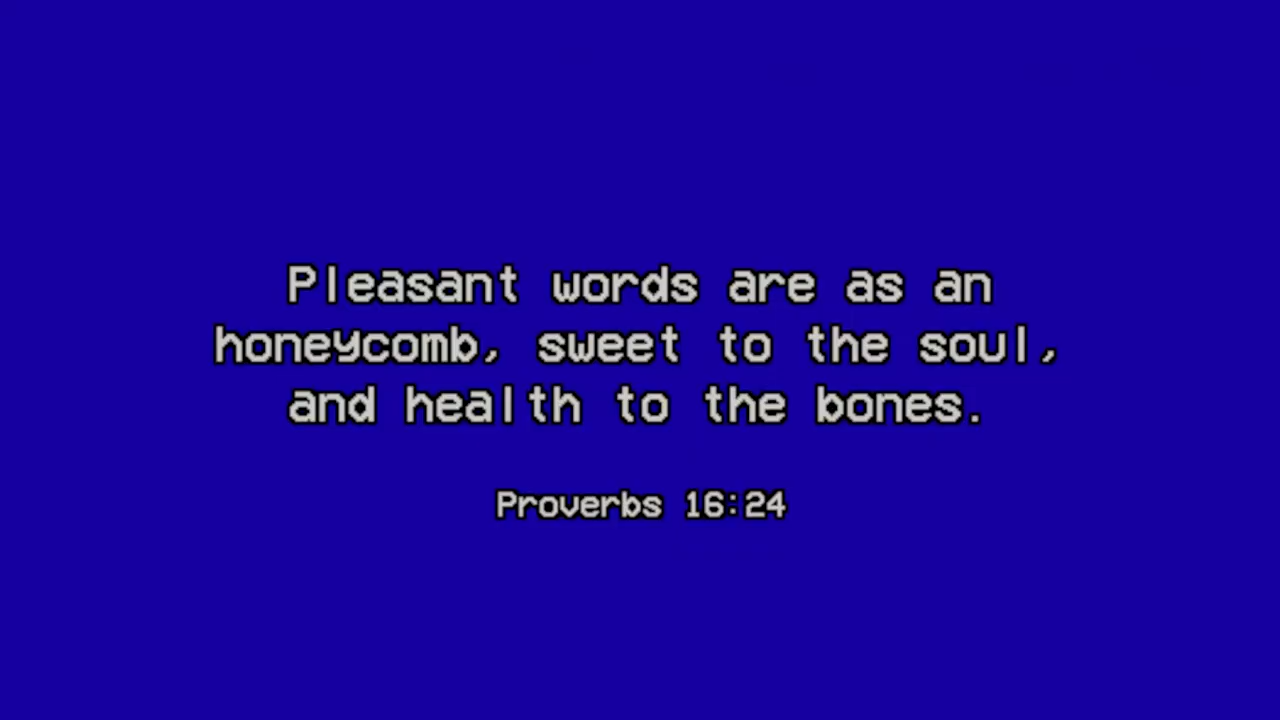 Pleasant words are as an
honeycomb, sweet to the soul,
and health to the bones.
Proverbs 16:24